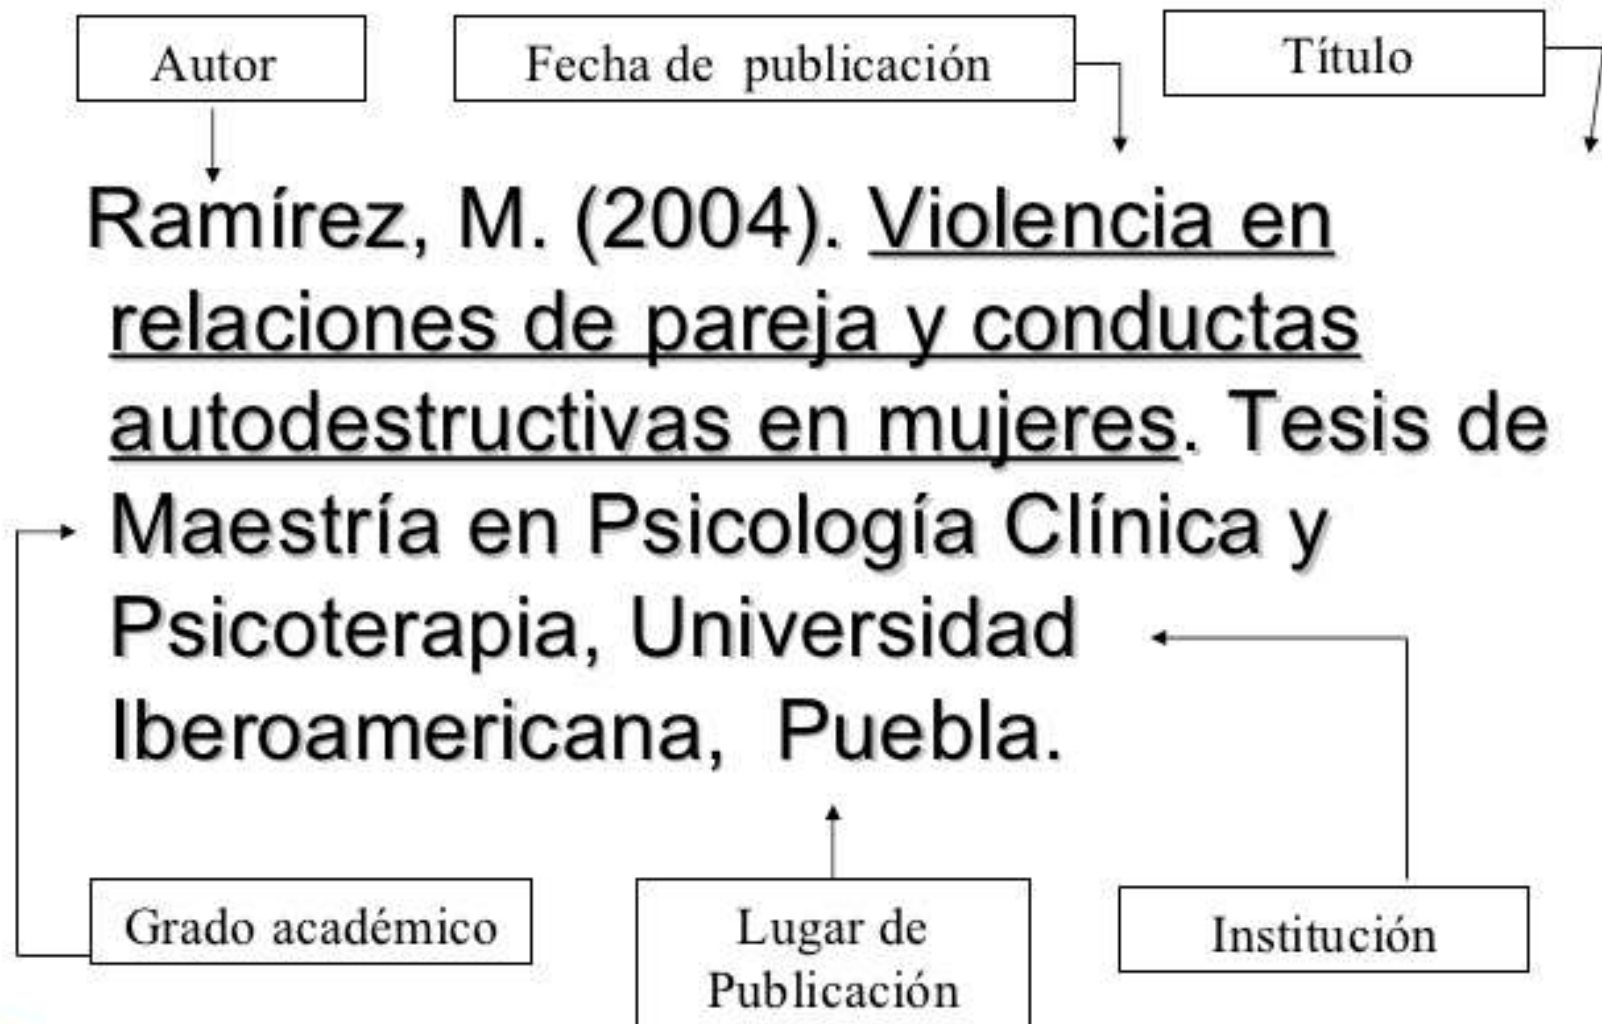 Autor
Fecha de publicación
Título
Ramírez, M. (2004). Violencia en
relaciones de pareja y conductas
autodestructivas en mujeres. Tesis de
Maestría en Psicología Clínica y
Psicoterapia, Universidad
Iberoamericana, Puebla.
Grado académico
Lugar de
Publicación
Institución